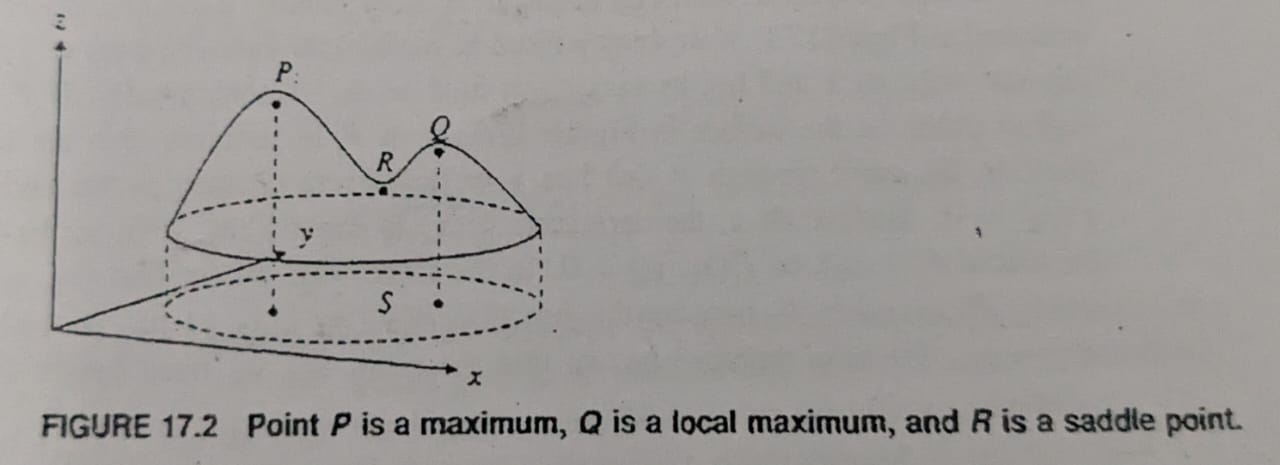 z
P
Q
R
y
S
x
FIGURE 17.2 Point P is a maximum, Q is a local maximum, and R is a saddle point.